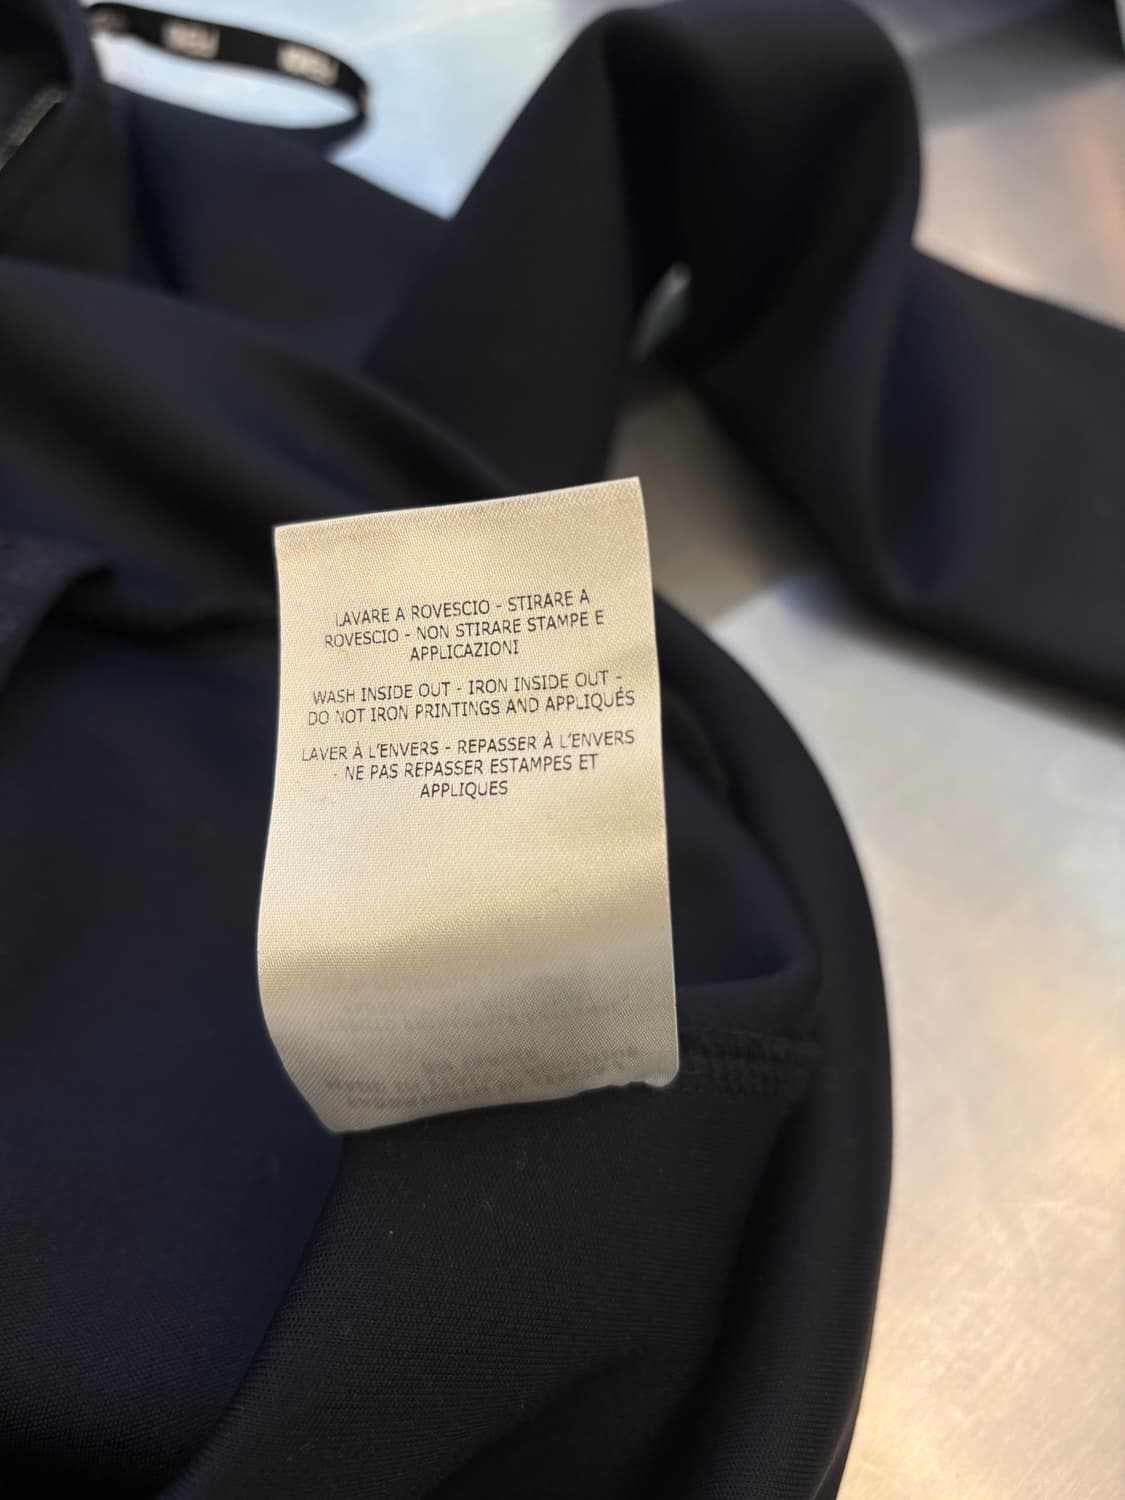 LAVARE A ROVESCIO - STIRARE A
ROVESCIO - NON STIRARE STAMPE E
APPLICAZIONI
WASH INSIDE OUT - IRON INSIDE OUT -
DO NOT IRON PRINTINGS AND APPLIQUÉS
LAVER À L'ENVERS - REPASSER À L'ENVERS
- NE PAS REPASSER ESTAMPES ET
APPLIQUES